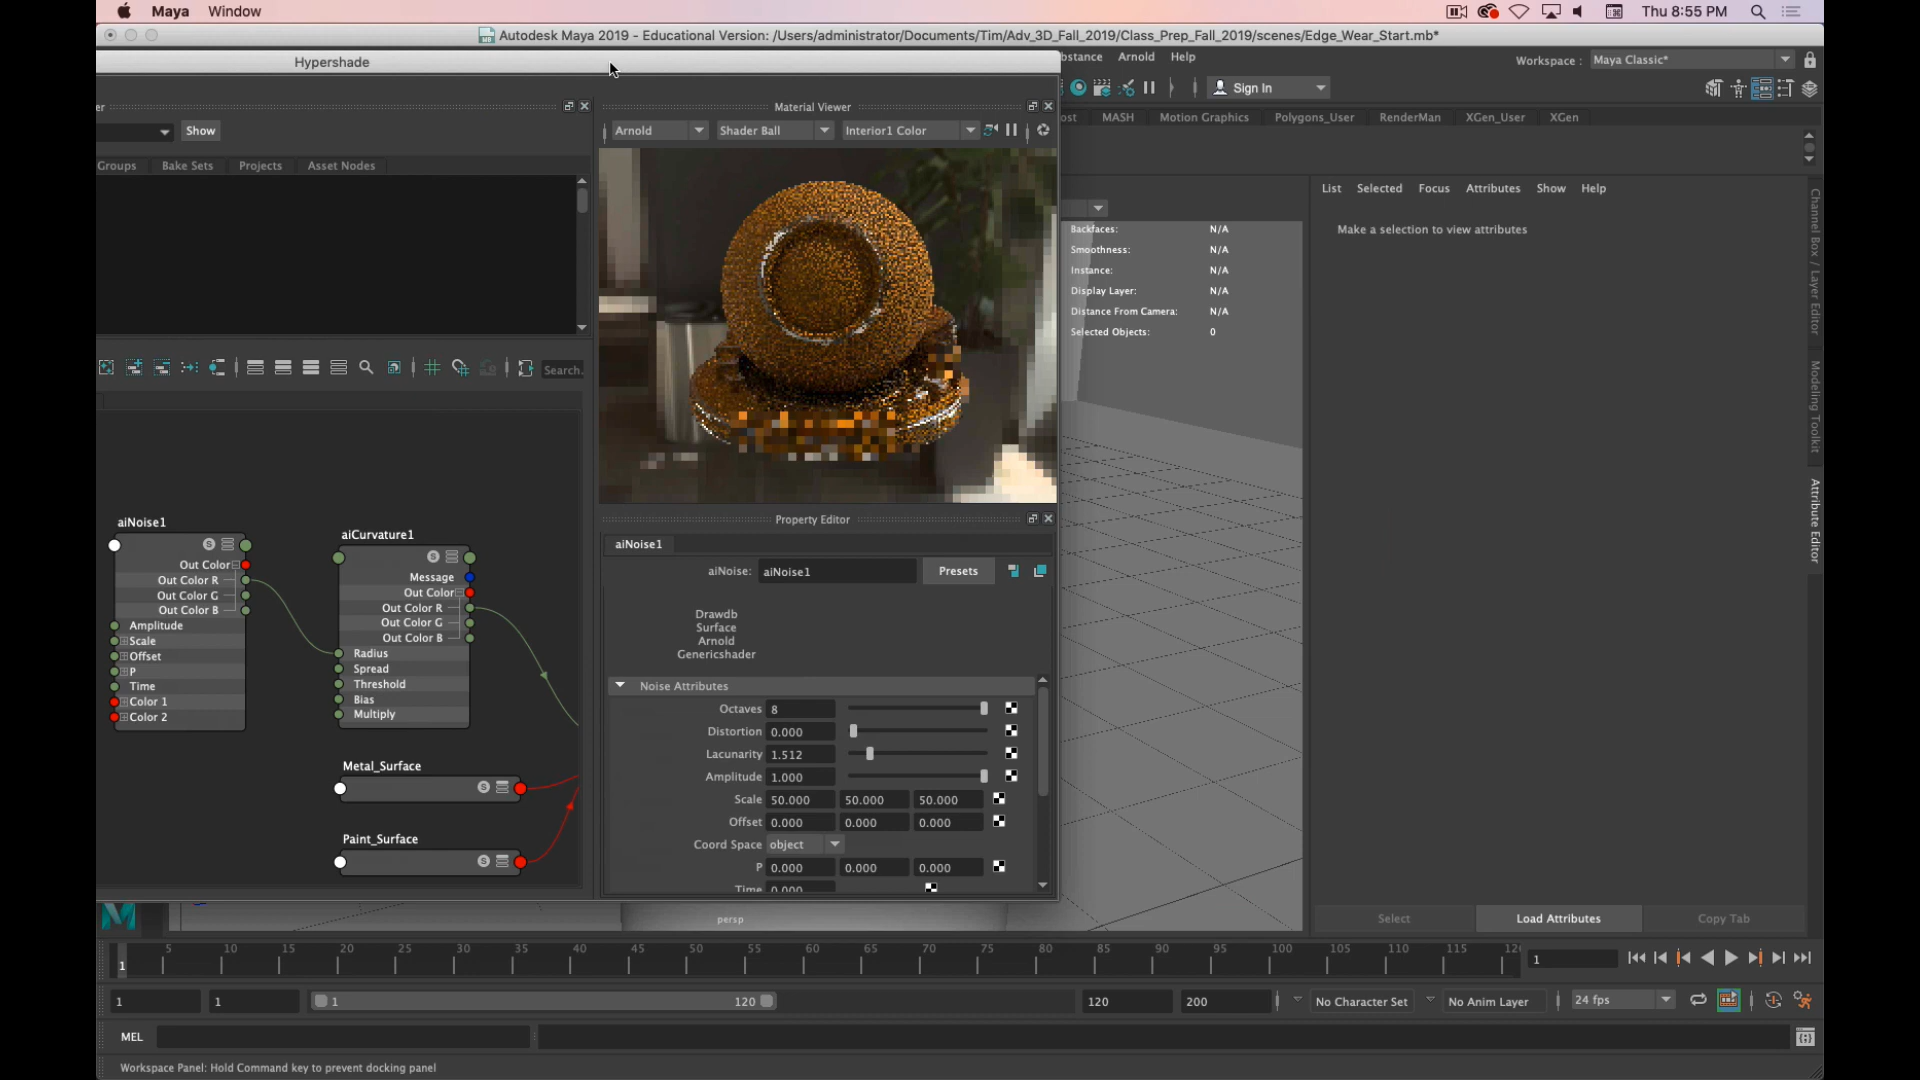 Maya Window
Thu 8:55 PM
Autodesk Maya 2019 - Educational Version: /Users/administrator/Documents/Tim/Adv_3D_Fall_2019/Class_Prep_Fall_2019/scenes/Edge_Wear_Start.mb*
Hypershade
bstance Arnold Help
Workspace : Maya Classic*
Sign In
er
Material Viewer
Show
Arnold Shader Ball Interior1 Color
ost MASH Motion Graphics Polygons_User RenderMan XGen_User XGen
Groups Bake Sets Projects Asset Nodes
List Selected Focus Attributes Show Help
Make a selection to view attributes
Backfaces: N/A
Smoothness: N/A
Instance: N/A
Display Layer: N/A
Distance From Camera: N/A
Selected Objects: 0
Channel Box / Layer Editor
Modeling Toolkit
Attribute Editor
Search.
aiNoise1
S
Out Color
Out Color R
Out Color G
Out Color B
Amplitude
Scale
Offset
P
Time
Color 1
Color 2
aiCurvature1
S
Message
Out Color
Out Color R
Out Color G
Out Color B
Radius
Spread
Threshold
Bias
Multiply
Metal_Surface
S
Paint_Surface
S
Property Editor
aiNoise1
aiNoise: aiNoise1 Presets
Drawdb
Surface
Arnold
Genericshader
Noise Attributes
Octaves 8
Distortion 0.000
Lacunarity 1.512
Amplitude 1.000
Scale 50.000 50.000 50.000
Offset 0.000 0.000 0.000
Coord Space object
P 0.000 0.000 0.000
Time 0.000
persp
Select Load Attributes Copy Tab
1 5 10 15 20 25 30 35 40 45 50 55 60 65 70 75 80 85 90 95 100 105 110 115 12
1
1 1 1 120 120 200 No Character Set No Anim Layer 24 fps
MEL
Workspace Panel: Hold Command key to prevent docking panel